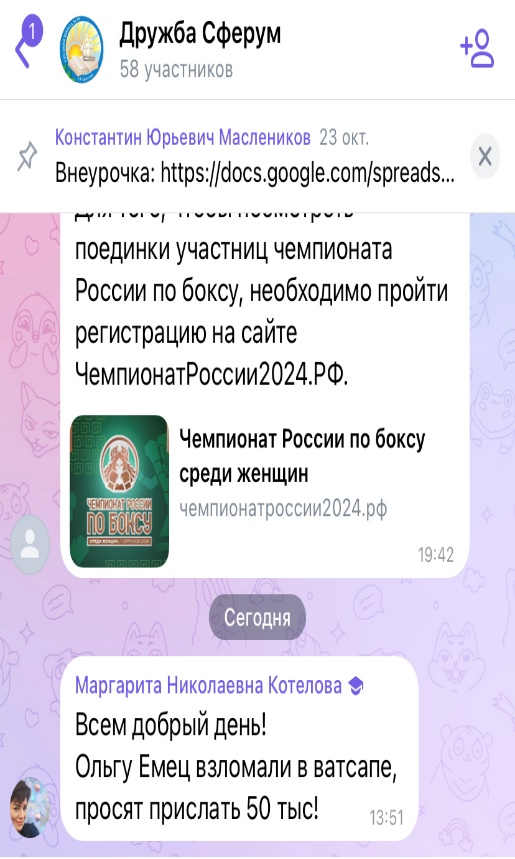 1
Дружба Сферум
58 участников
Константин Юрьевич Маслеников 23 окт.
Внеурочка: https://docs.google.com/spreads...
Для того, чтобы посмотреть
поединки участниц чемпионата
России по боксу, необходимо пройти
регистрацию на сайте
ЧемпионатРоссии2024.РФ.
ЧЕМПИОНАТ РОССИИ
ПО БОКСУ
Чемпионат России по боксу
среди женщин
чемпионатроссии2024.рф
19:42
Сегодня
Маргарита Николаевна Котелова
Всем добрый день!
Ольгу Емец взломали в ватсапе,
просят прислать 50 тыс!
13:51